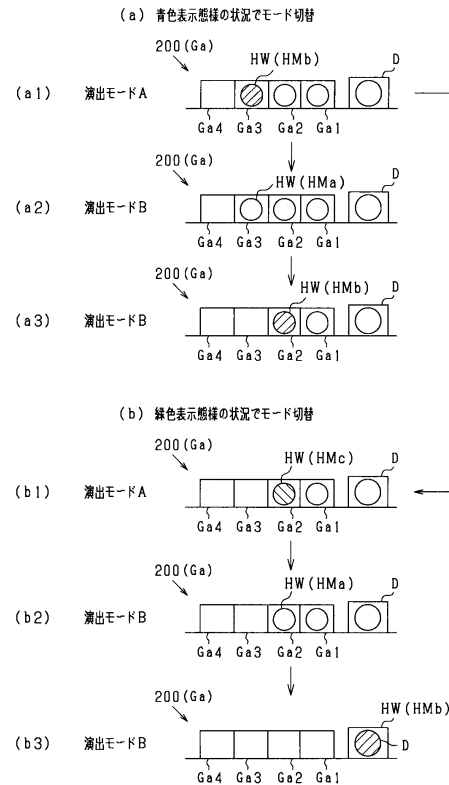 (a) 青色表示態様の状況でモード切替
200(Ga)
HW(HMb)
D
(a1) 演出モードA
Ga4 Ga3 Ga2 Ga1
200(Ga)
HW(HMa)
D
(a2) 演出モードB
Ga4 Ga3 Ga2 Ga1
200(Ga)
HW(HMb)
D
(a3) 演出モードB
Ga4 Ga3 Ga2 Ga1
(b) 緑色表示態様の状況でモード切替
200(Ga)
HW(HMc)
D
(b1) 演出モードA
Ga4 Ga3 Ga2 Ga1
200(Ga)
HW(HMa)
D
(b2) 演出モードB
Ga4 Ga3 Ga2 Ga1
200(Ga)
HW(HMb)
(b3) 演出モードB
D
Ga4 Ga3 Ga2 Ga1